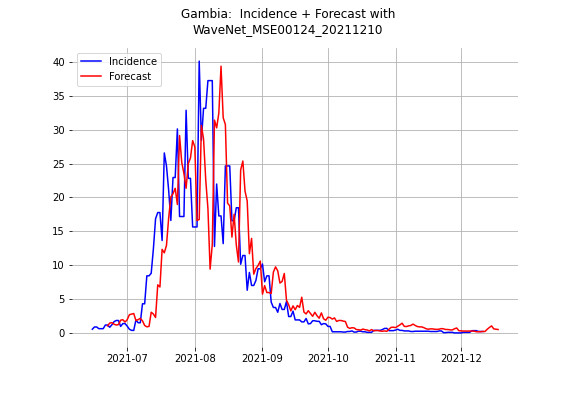 Gambia:  Incidence + Forecast with
WaveNet_MSE00124_20211210
Incidence
Forecast
40
35
30
25
20
15
10
5
0
2021-07 2021-08 2021-09 2021-10 2021-11 2021-12